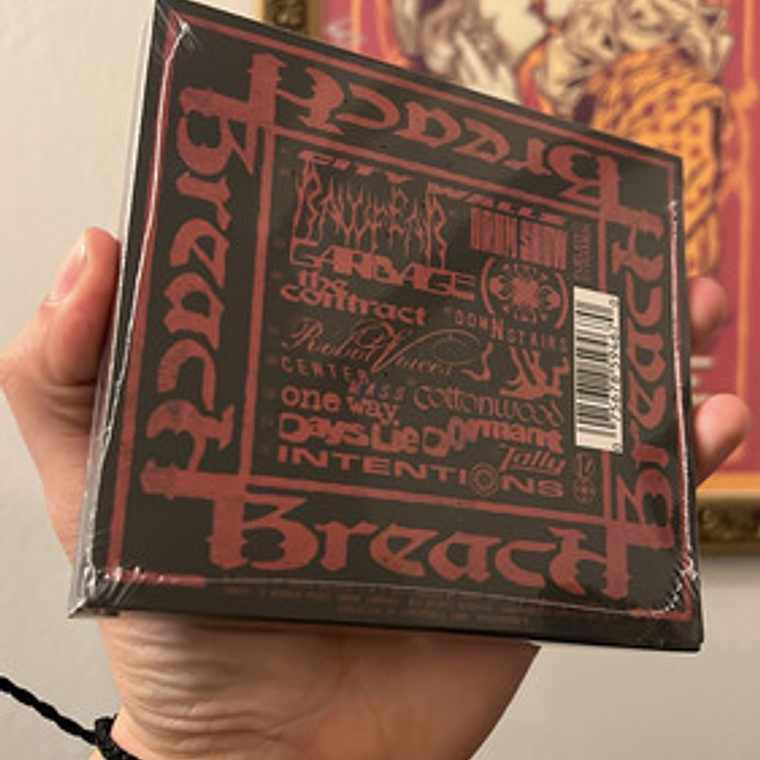 Breach
Breach
Breach
Breach
CITY WALLS
RAWFEAR
DRUM SHOW
GARBAGE
the
contract
DOWNSTAIRS
Robot Voices
CENTER
MASS
cottonwood
one way
Days Lie Dormant
Tally
INTENTIONS